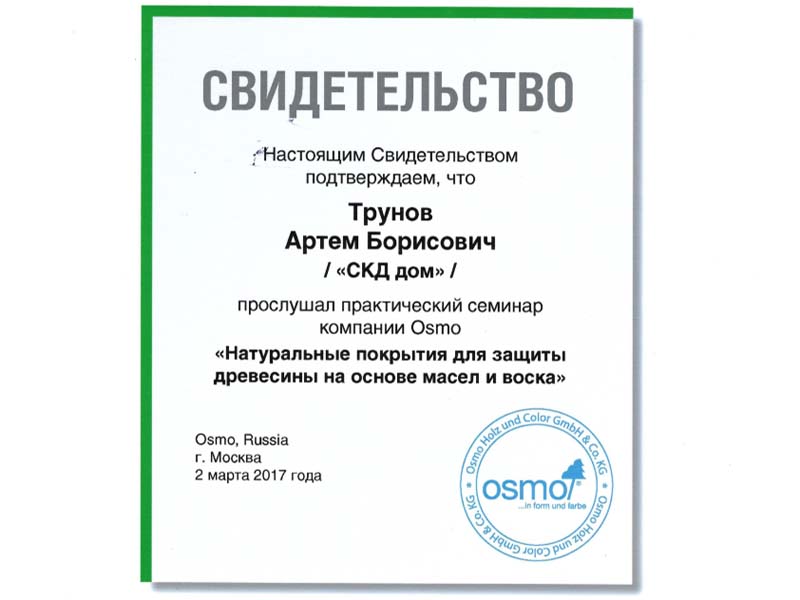 СВИДЕТЕЛЬСТВО
Настоящим Свидетельством
подтверждаем, что
Трунов
Артем Борисович
/ «СКД дом» /
прослушал практический семинар
компании Osmo
«Натуральные покрытия для защиты
древесины на основе масел и воска»
Osmo, Russia
г. Москва
2 марта 2017 года
Osmo Holz und Color GmbH & Co. KG * Osmo Holz und Color GmbH & Co. KG *
osmo
...in form und farbe